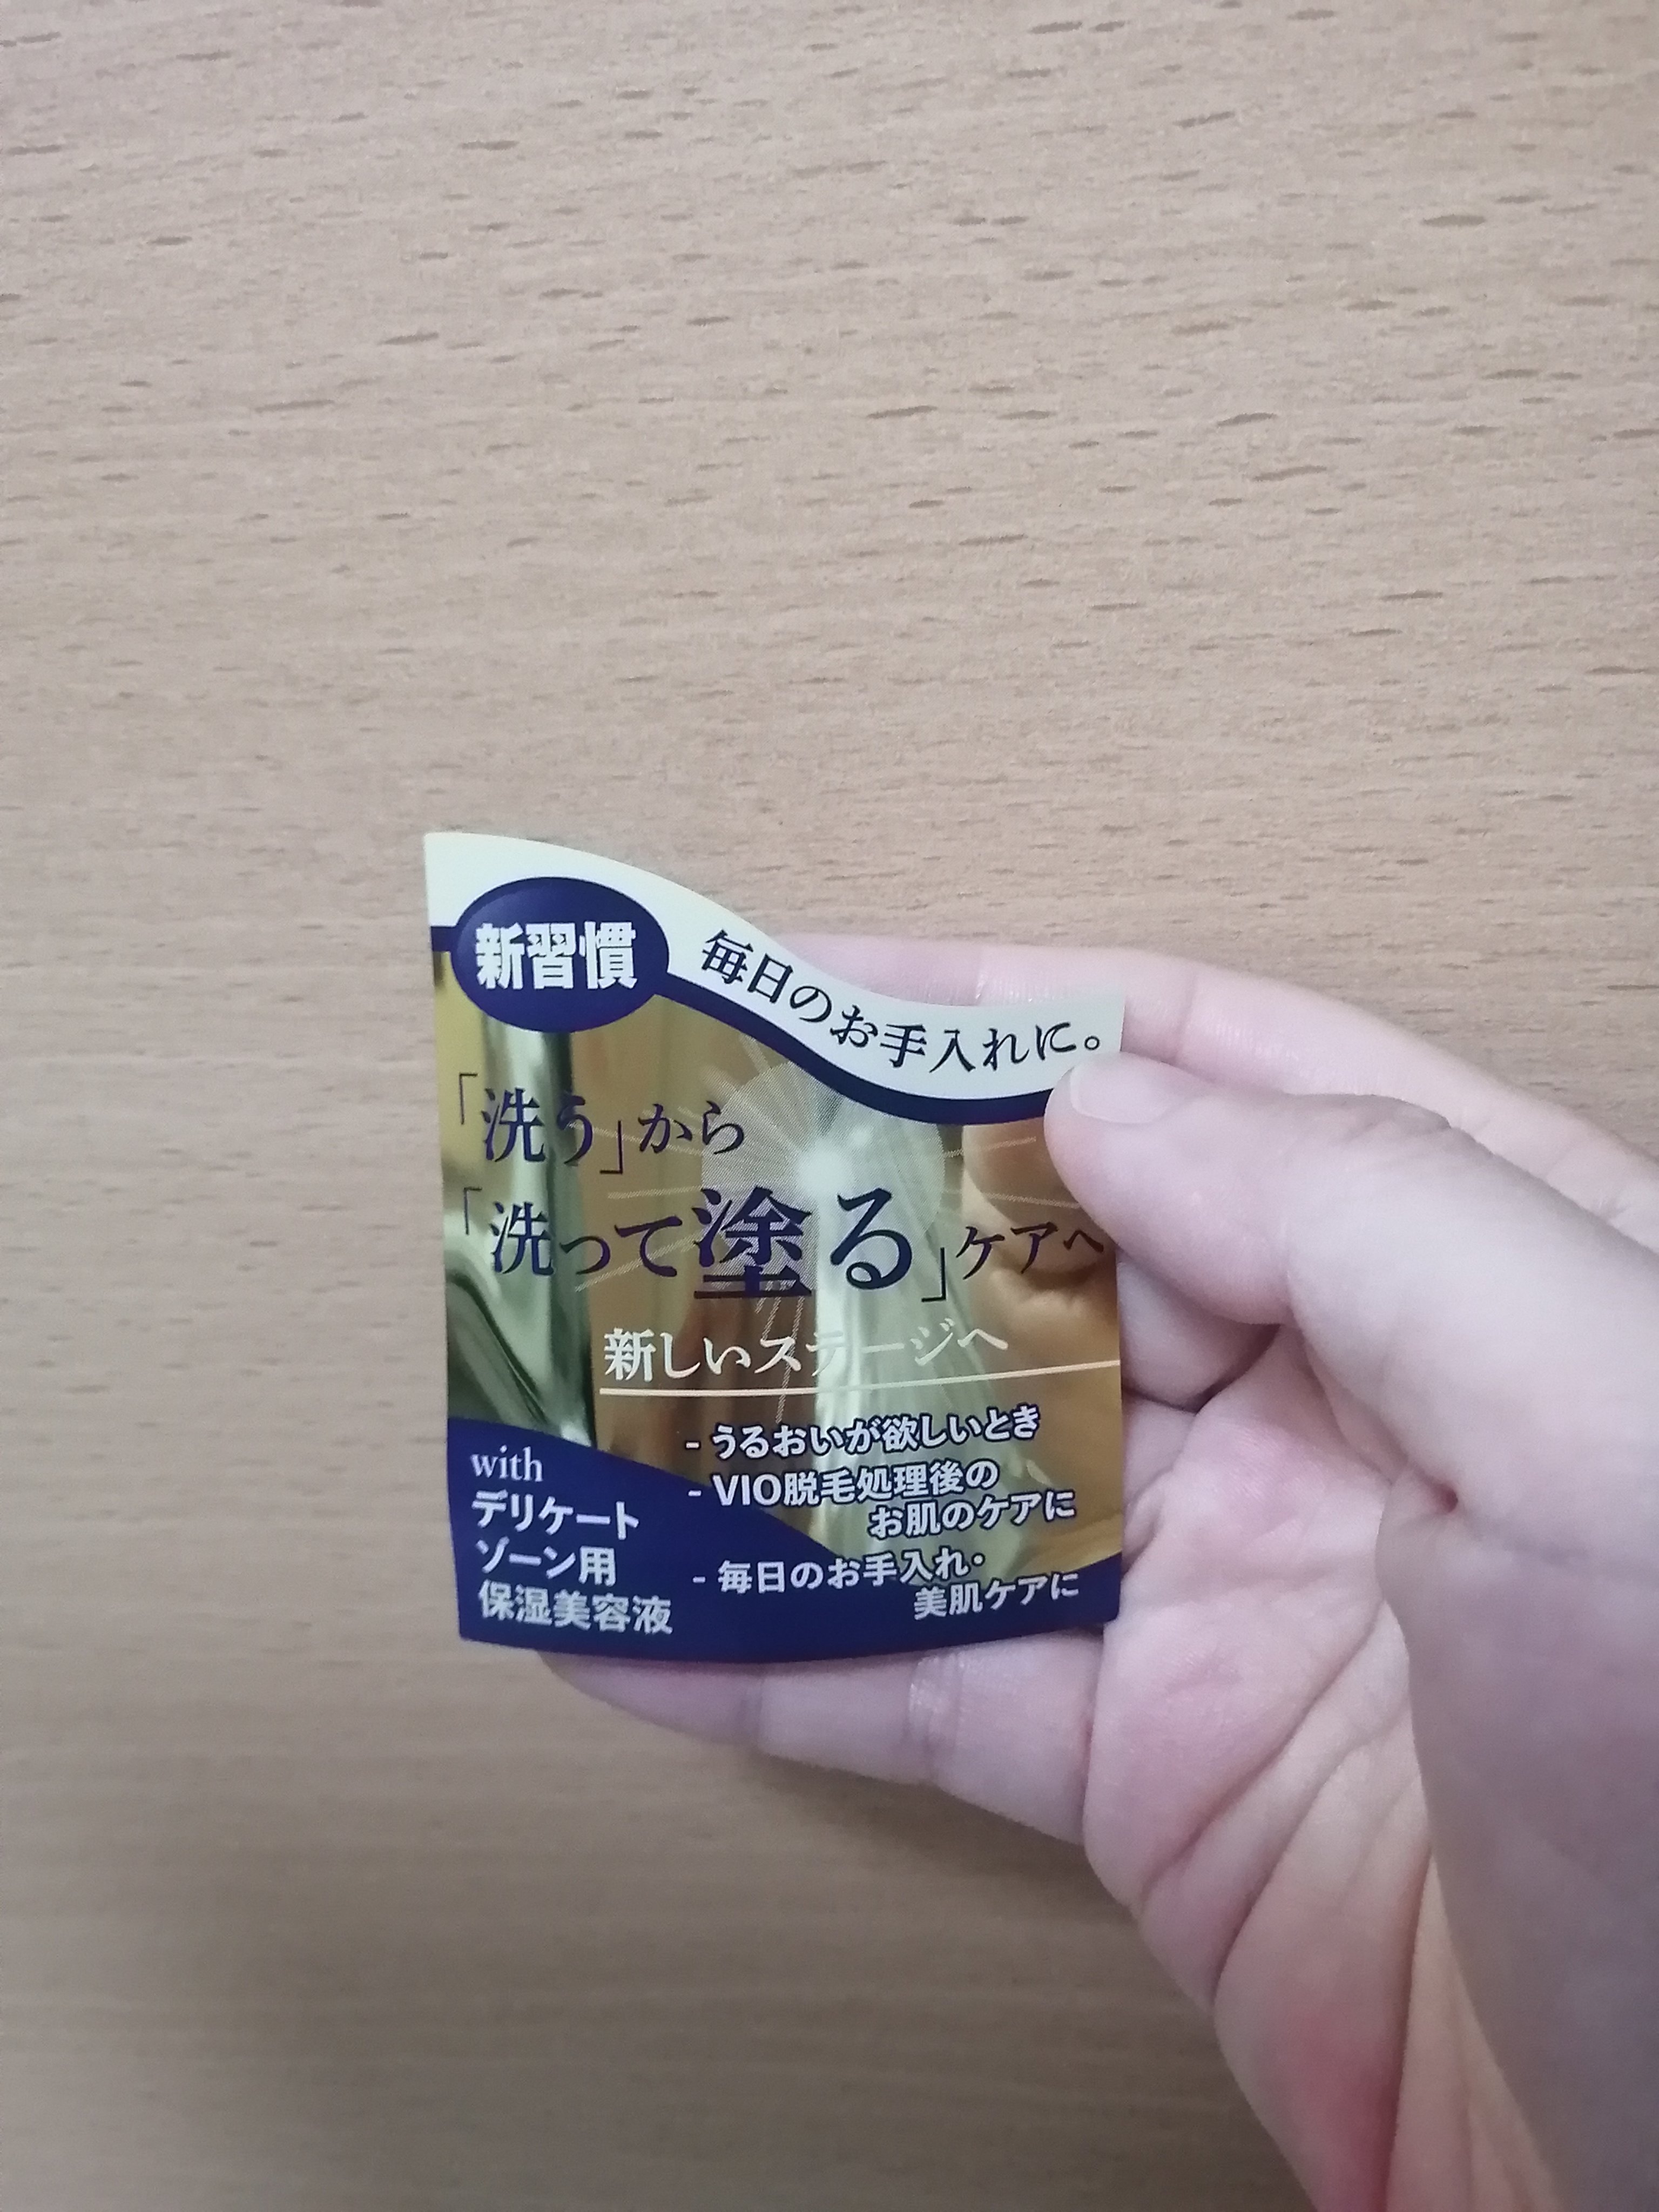 新習慣
毎日のお手入れに。
「洗う」から
「洗って塗る」ケアへ
新しいステージへ
- うるおいが欲しいとき
- VIO脱毛処理後の
お肌のケアに
- 毎日のお手入れ・
美肌ケアに
with
デリケート
ゾーン用
保湿美容液